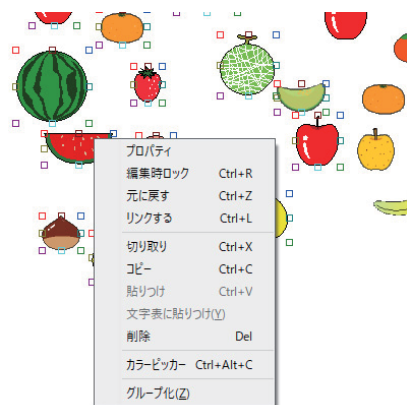 プロパティ
編集時ロック Ctrl+R
元に戻す Ctrl+Z
リンクする Ctrl+L
切り取り Ctrl+X
コピー Ctrl+C
貼りつけ Ctrl+V
文字表に貼りつけ(Y)
削除 Del
カラーピッカー Ctrl+Alt+C
グループ化(Z)